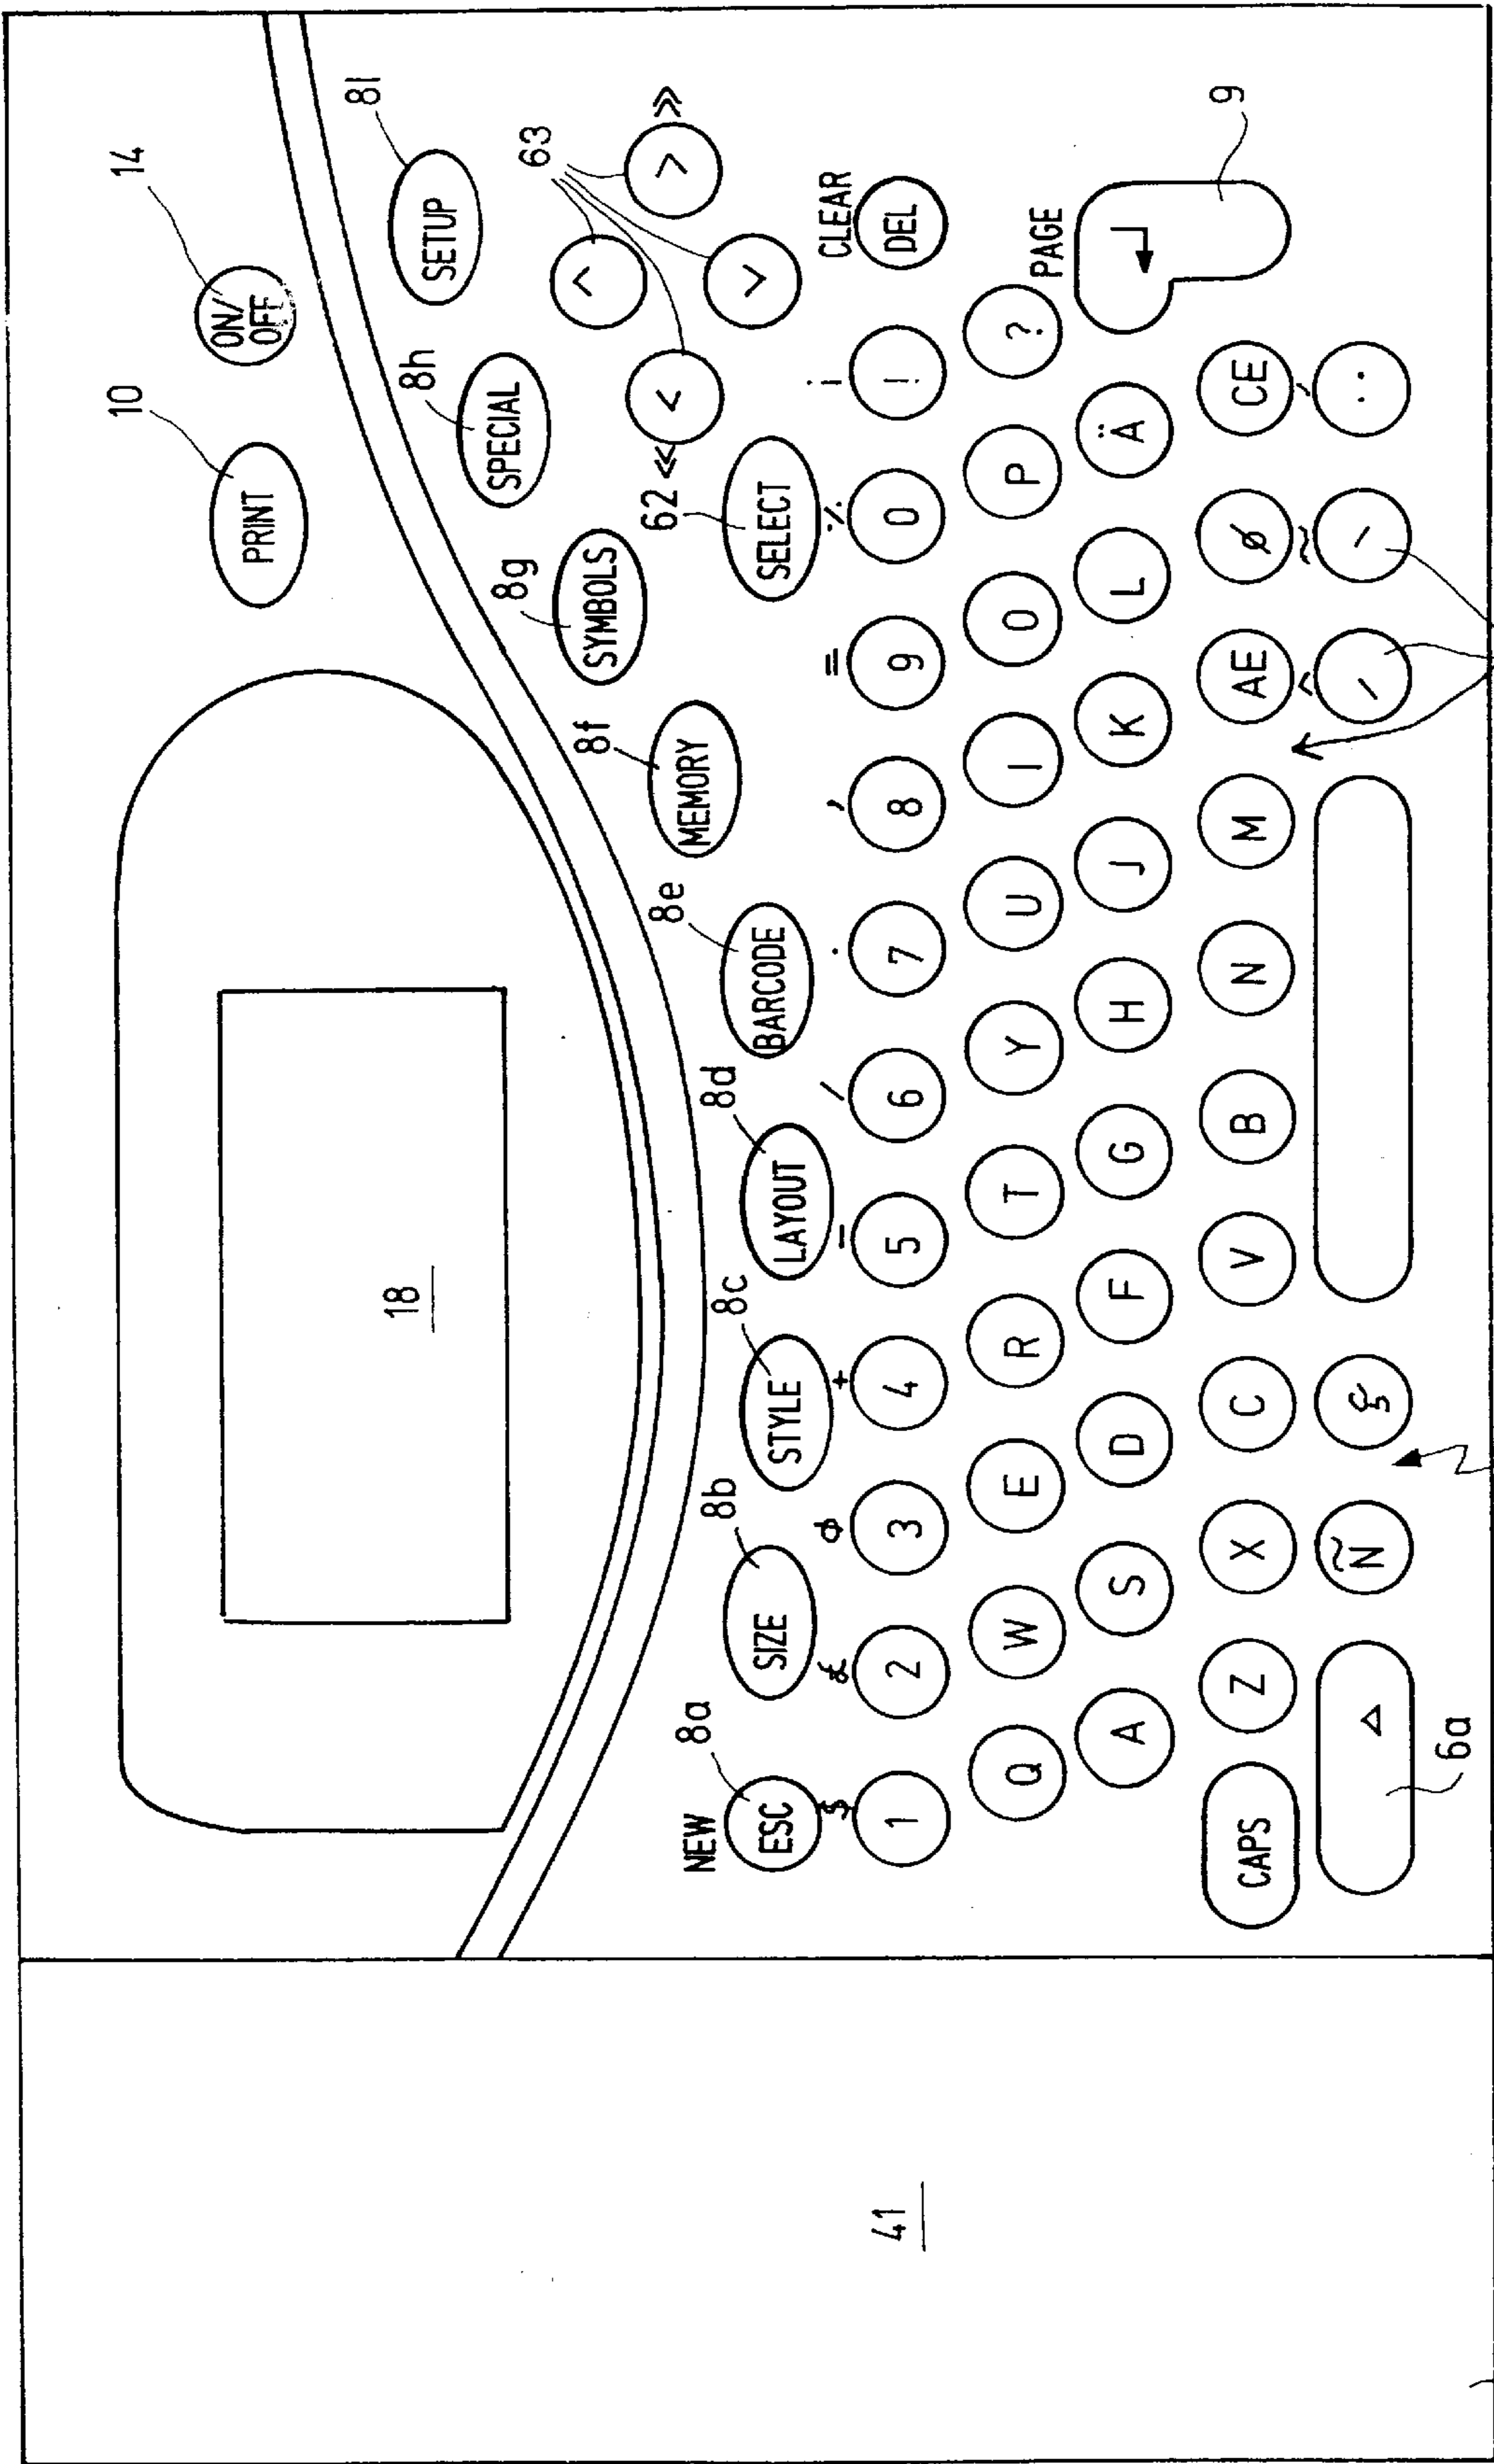 14
10
ON/
OFF
PRINT
8i
SETUP
8h
SPECIAL
63
^
< «
> »
v
18
8g
SYMBOLS
62
SELECT
8f
MEMORY
8e
BARCODE
8d
LAYOUT
8c
STYLE
8b
SIZE
8a
NEW
ESC
CLEAR
DEL
$ £ + – / . , = % ¡
1 2 3 4 5 6 7 8 9 0 !
Q W E R T Y U I O P ?
PAGE
A S D F G H J K L Ä ↵
9
CAPS Z X C V B N M AE Ø CE
^ ~ ,
△ Ñ ´ ` ¨
6a
41